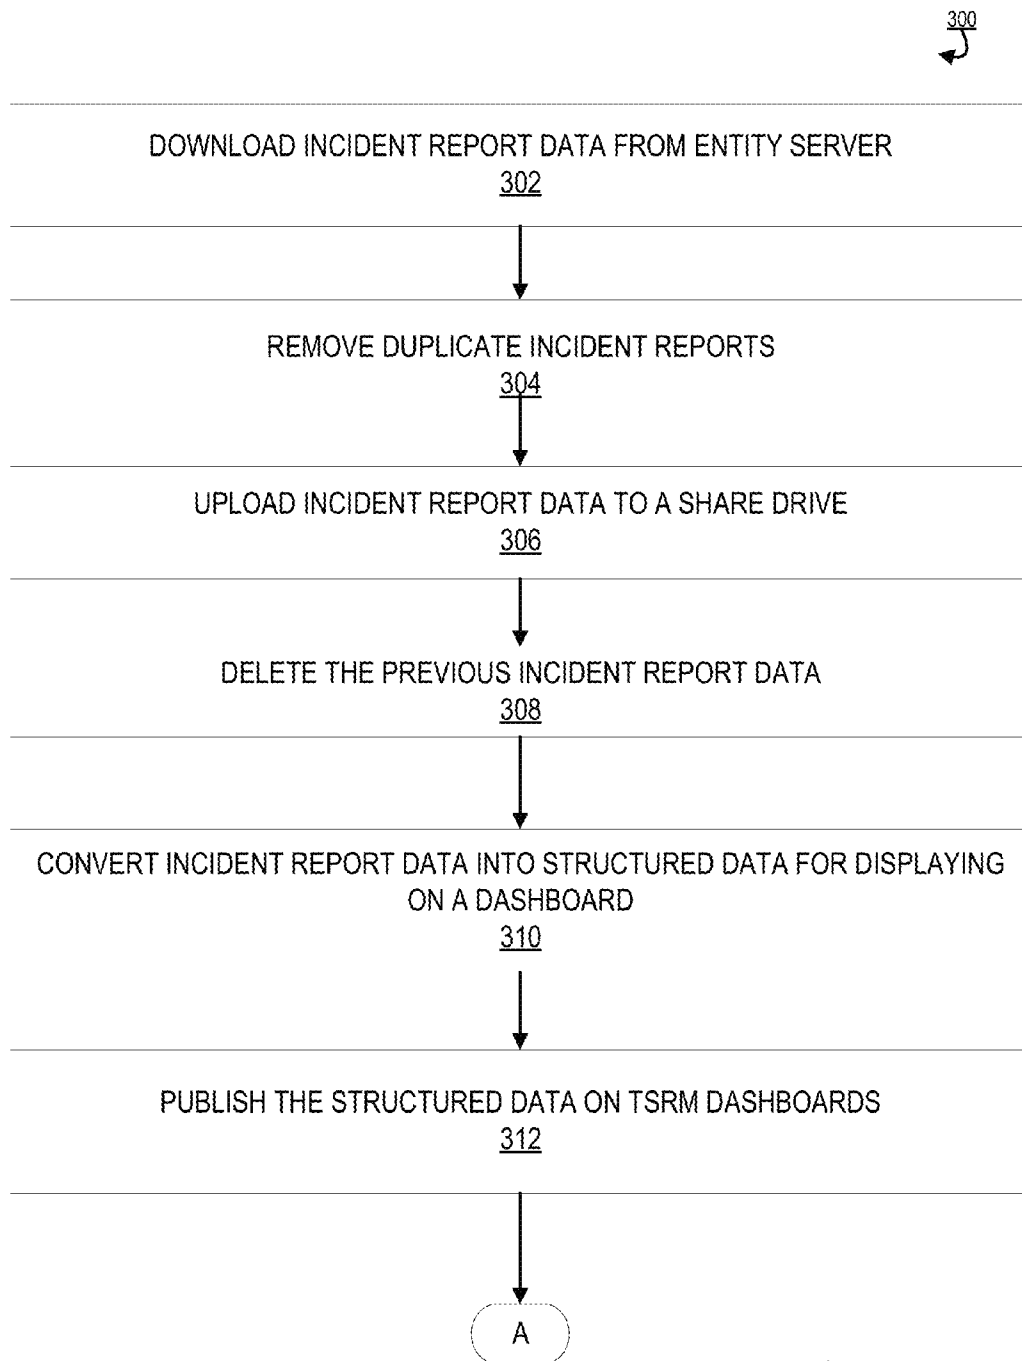 300
DOWNLOAD INCIDENT REPORT DATA FROM ENTITY SERVER
302
REMOVE DUPLICATE INCIDENT REPORTS
304
UPLOAD INCIDENT REPORT DATA TO A SHARE DRIVE
306
DELETE THE PREVIOUS INCIDENT REPORT DATA
308
CONVERT INCIDENT REPORT DATA INTO STRUCTURED DATA FOR DISPLAYING
ON A DASHBOARD
310
PUBLISH THE STRUCTURED DATA ON TSRM DASHBOARDS
312
A